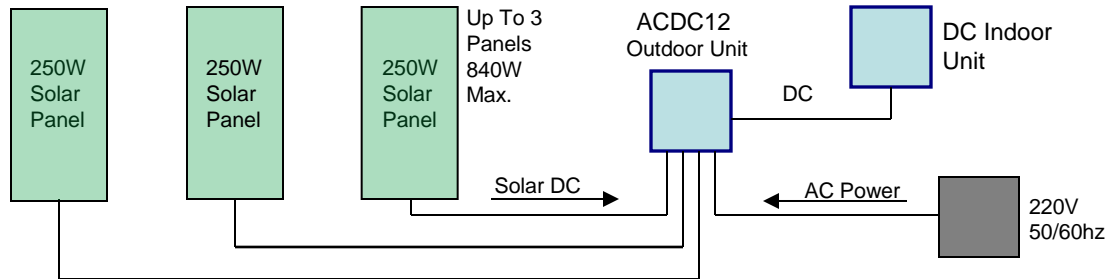 250W
Solar
Panel
250W
Solar
Panel
250W
Solar
Panel
Up To 3
Panels
840W
Max.
ACDC12
Outdoor Unit
DC Indoor
Unit
DC
Solar DC
AC Power
220V
50/60hz